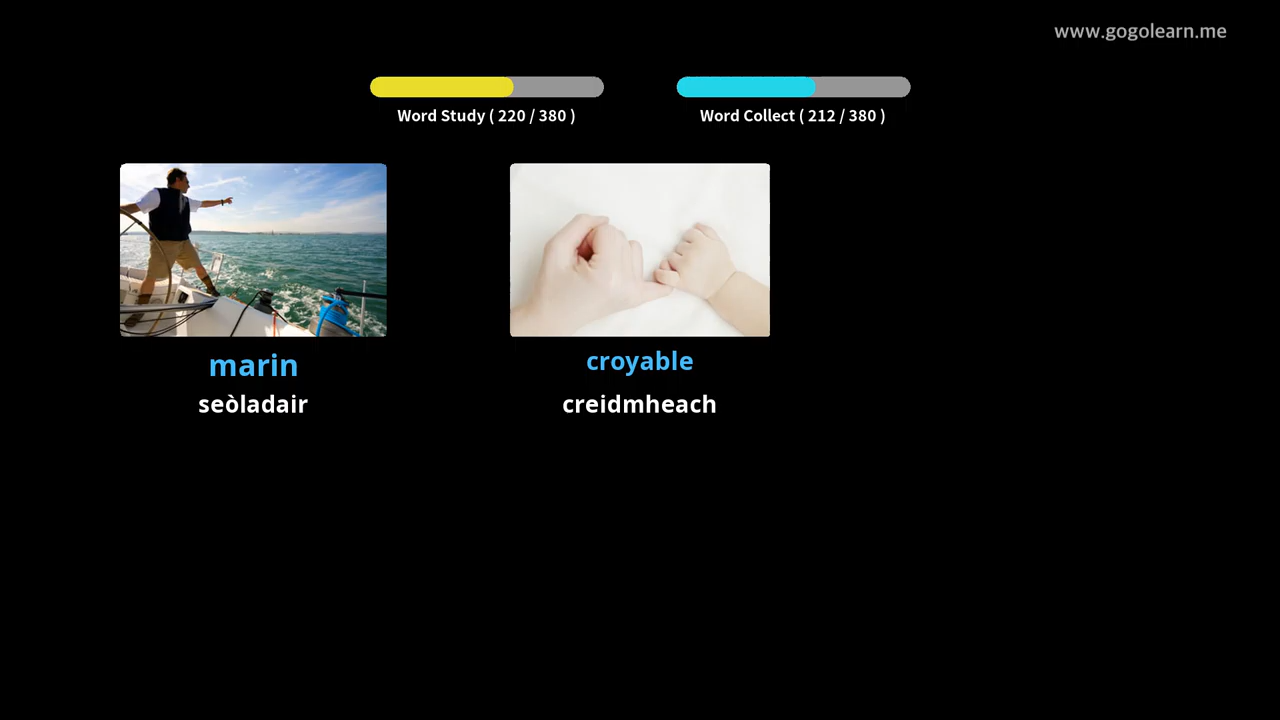 www.gogolearn.me
Word Study ( 220 / 380 )
Word Collect ( 212 / 380 )
marin
seòladair
croyable
creidmheach